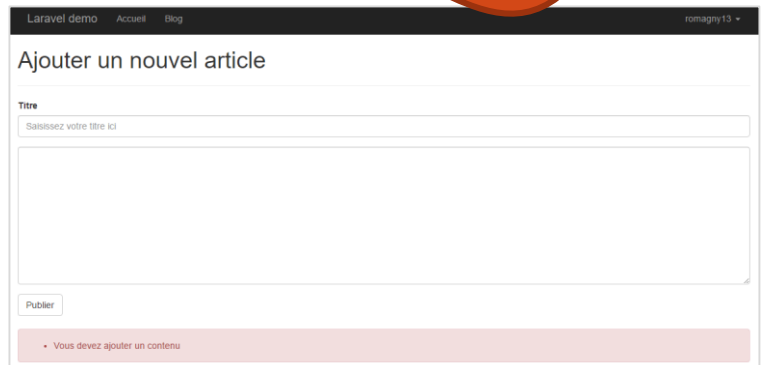 Laravel demo Accueil Blog romagny13
Ajouter un nouvel article
Titre
Saisissez votre titre ici
Publier
Vous devez ajouter un contenu